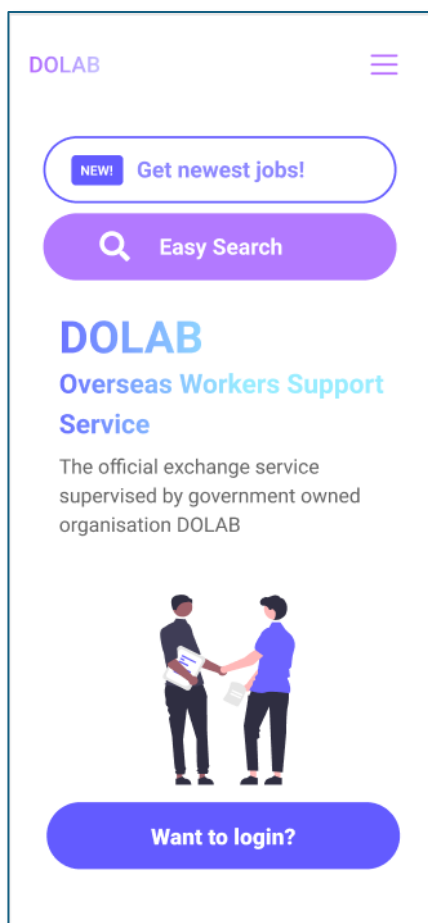 DOLAB
NEW! Get newest jobs!
Easy Search
DOLAB
Overseas Workers Support
Service
The official exchange service
supervised by government owned
organisation DOLAB
Want to login?